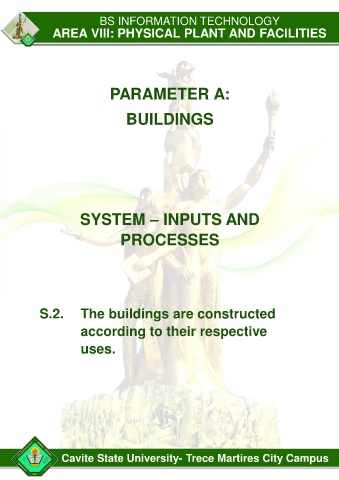 BS INFORMATION TECHNOLOGY
AREA VIII: PHYSICAL PLANT AND FACILITIES
PARAMETER A:
BUILDINGS
SYSTEM – INPUTS AND
PROCESSES
S.2. The buildings are constructed
according to their respective
uses.
Cavite State University- Trece Martires City Campus